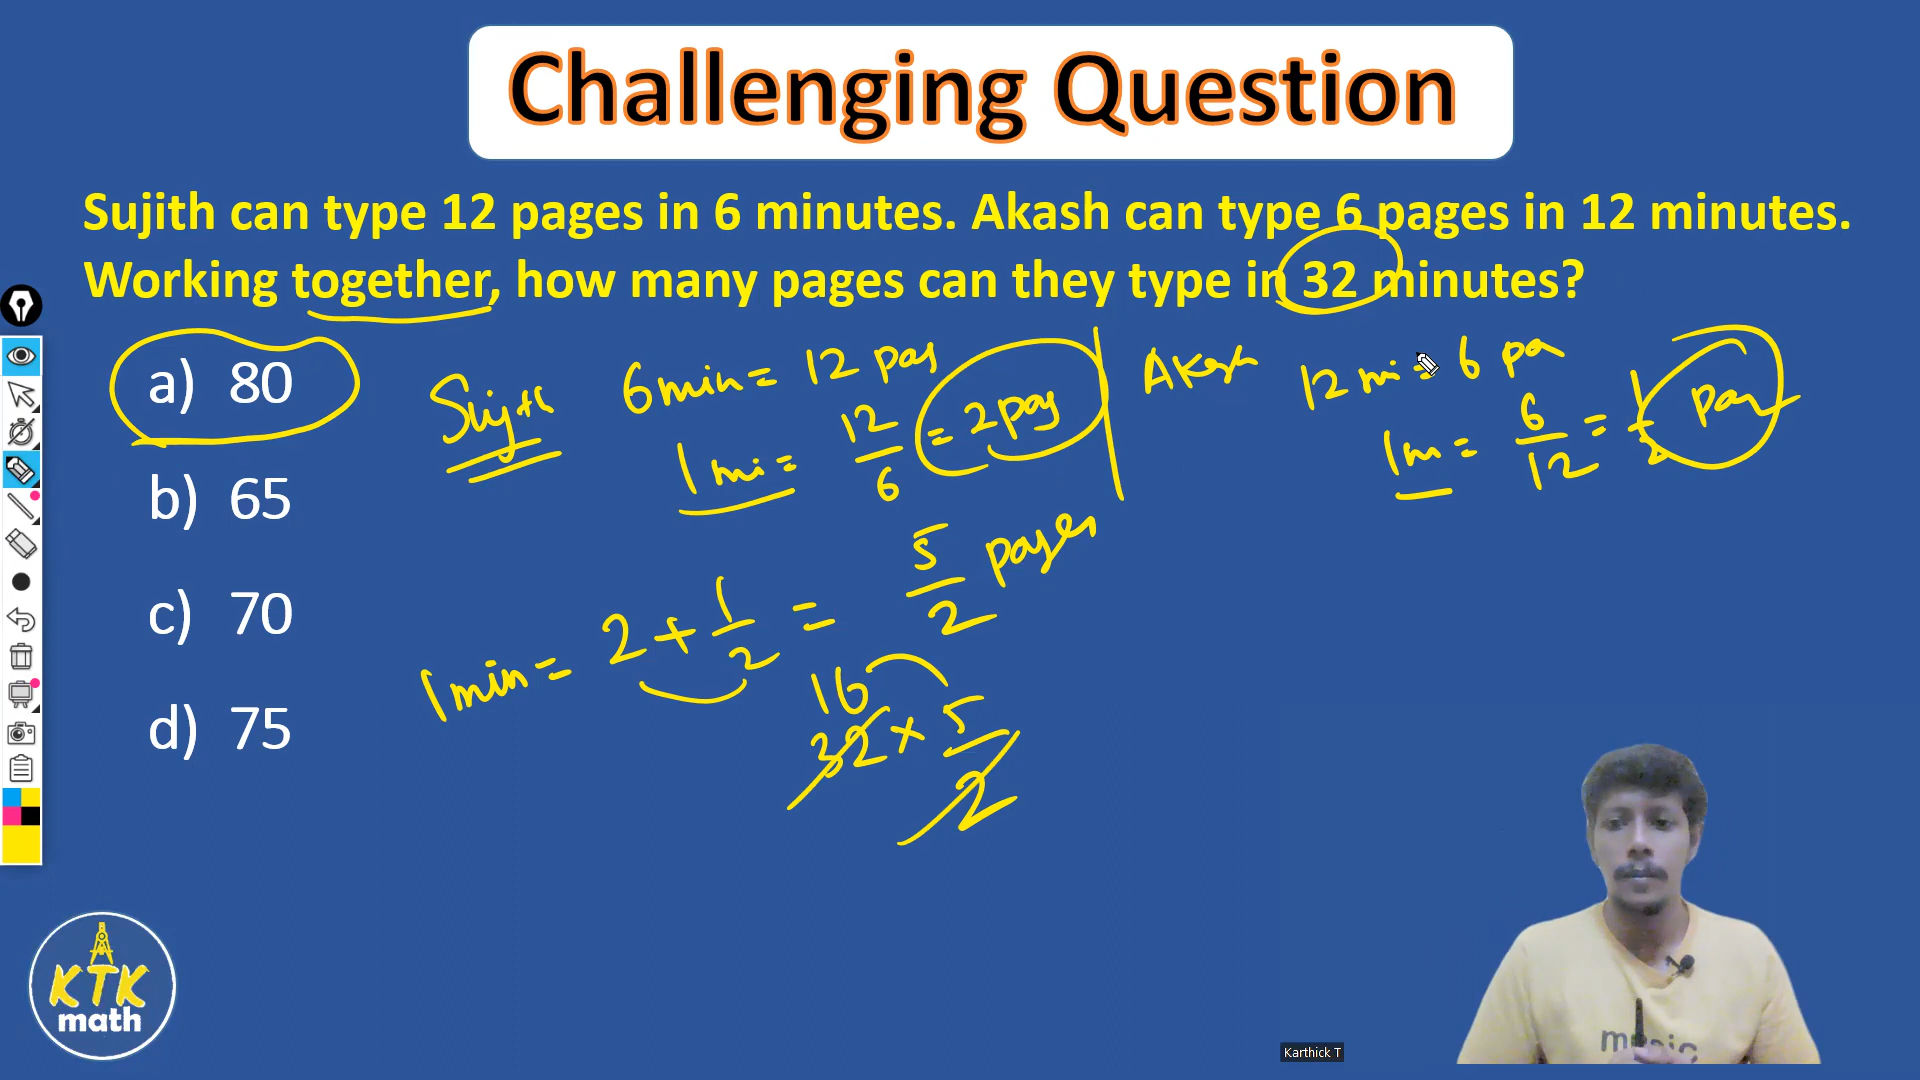 Challenging Question
Sujith can type 12 pages in 6 minutes. Akash can type 6 pages in 12 minutes.
Working together, how many pages can they type in 32 minutes?
a) 80
b) 65
c) 70
d) 75
Sujith
6min = 12 pag
1 mi = 12/6 = 2 pag
Akash
12 mi = 6 pa
1m = 6/12 = 1/2 pag
1min = 2 + 1/2 = 5/2 pages
16
32 × 5/2
KTK
math
Karthick T
music